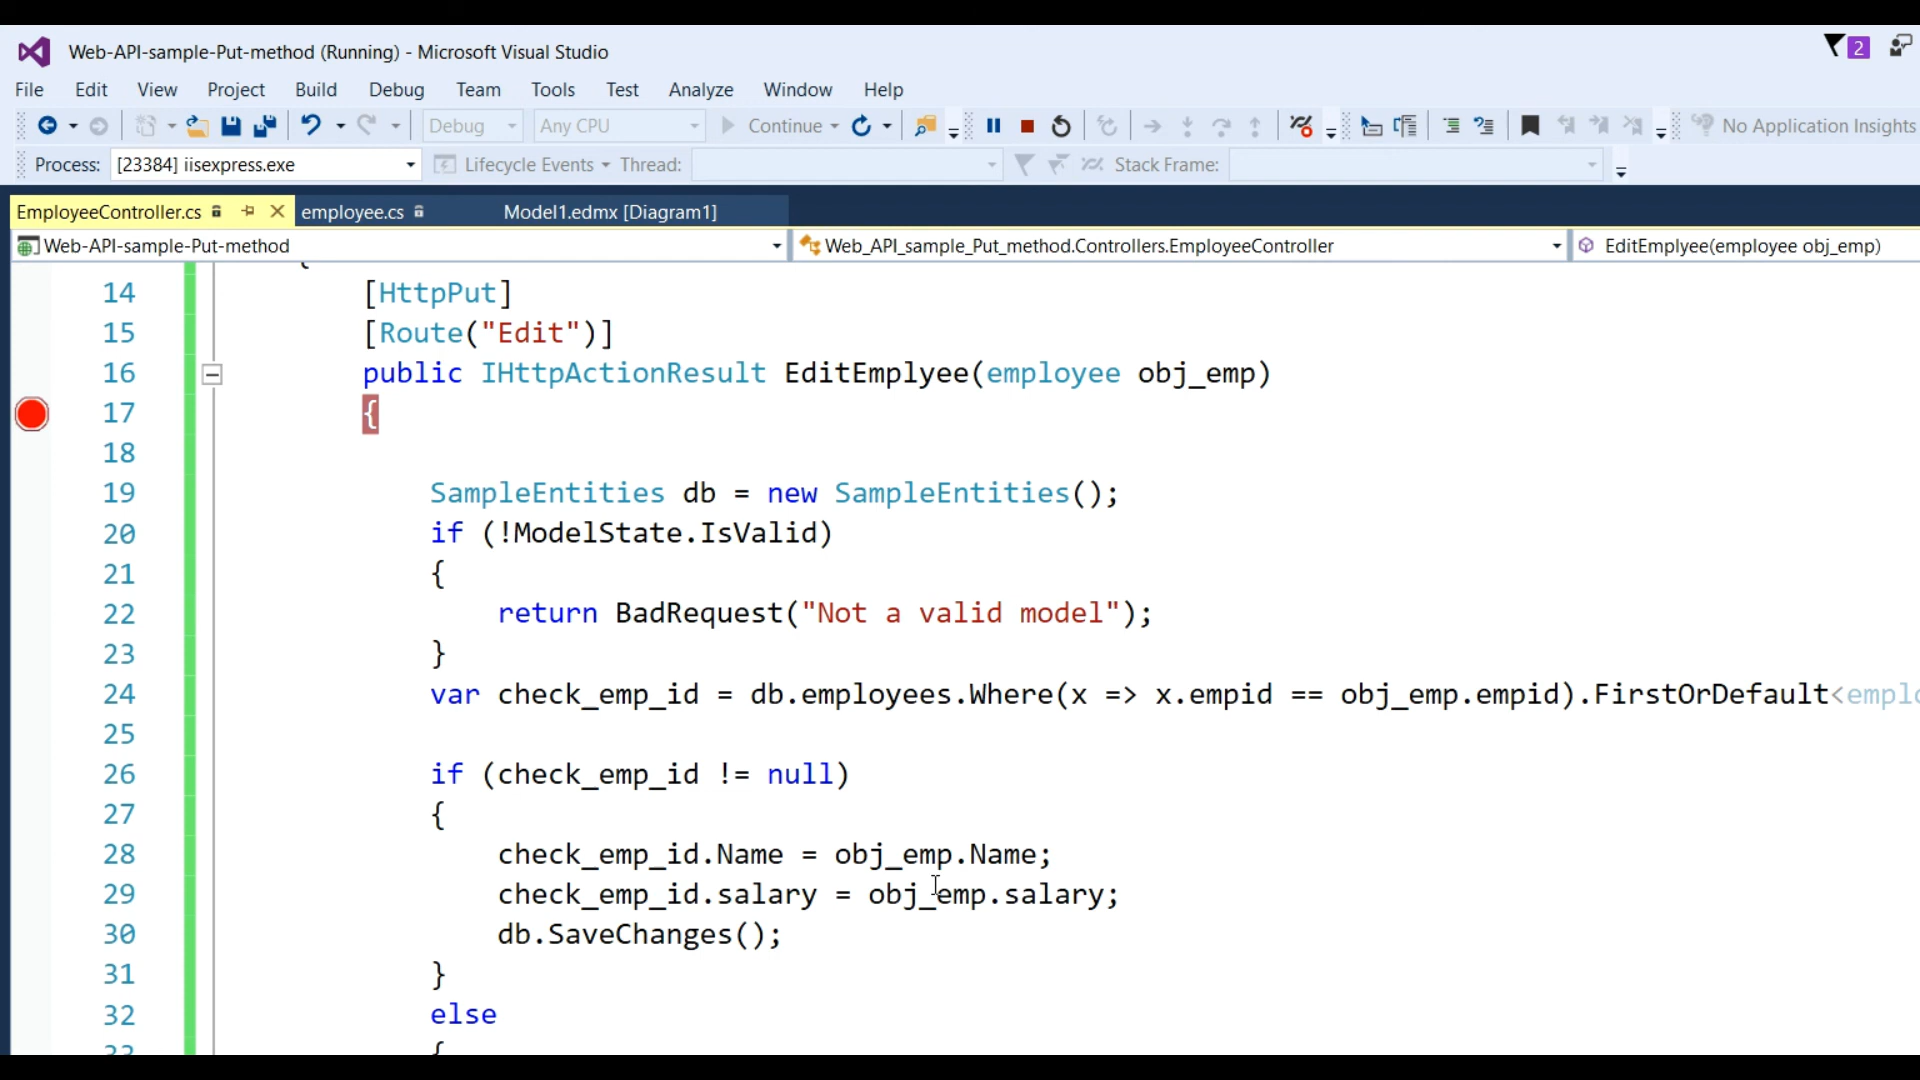 Web-API-sample-Put-method (Running) - Microsoft Visual Studio
2
File Edit View Project Build Debug Team Tools Test Analyze Window Help
Debug Any CPU Continue No Application Insights
Process: [23384] iisexpress.exe Lifecycle Events Thread: Stack Frame:
EmployeeController.cs employee.cs Model1.edmx [Diagram1]
Web-API-sample-Put-method Web_API_sample_Put_method.Controllers.EmployeeController EditEmplyee(employee obj_emp)
{
14 [HttpPut]
15 [Route("Edit")]
16 public IHttpActionResult EditEmplyee(employee obj_emp)
17 {
18
19 SampleEntities db = new SampleEntities();
20 if (!ModelState.IsValid)
21 {
22 return BadRequest("Not a valid model");
23 }
24 var check_emp_id = db.employees.Where(x => x.empid == obj_emp.empid).FirstOrDefault<
25
26 if (check_emp_id != null)
27 {
28 check_emp_id.Name = obj_emp.Name;
29 check_emp_id.salary = obj_emp.salary;
30 db.SaveChanges();
31 }
32 else
33 {